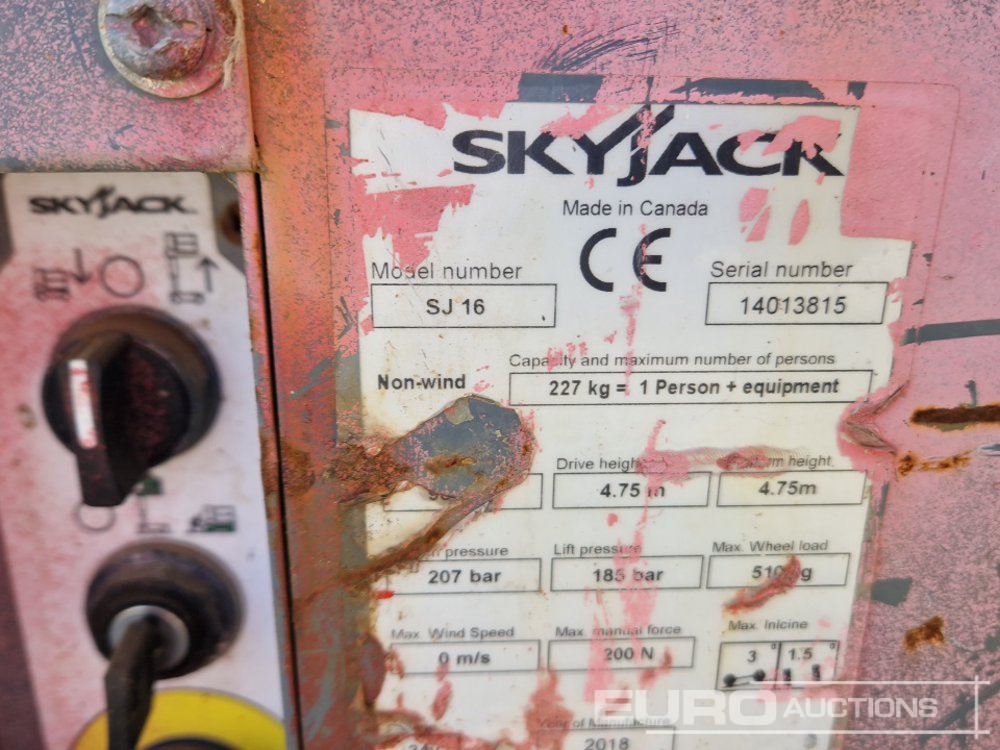 SKYJACK
SKYJACK
Made in Canada
CE
Model number
Serial number
SJ 16
14013815
Capacity and maximum number of persons
Non-wind
227 kg = 1 Person + equipment
Drive height
height
4.75 m
4.75m
pressure
Lift pressure
Max. Wheel load
207 bar
185 bar
510
Max. Wind Speed
Max. manual force
Max. Inicine
0 m/s
200 N
3 °
1.5 °
Year of Manufacture
2018
EURO AUCTIONS